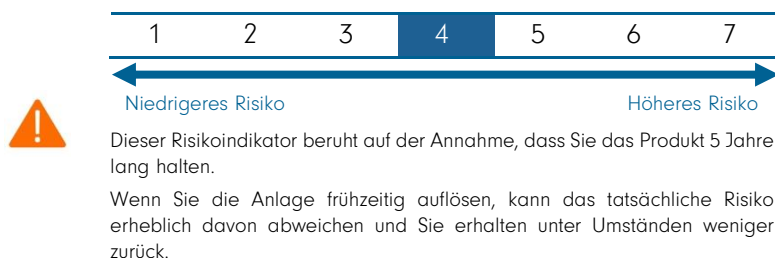 1 2 3 4 5 6 7
Niedrigeres Risiko Höheres Risiko
Dieser Risikoindikator beruht auf der Annahme, dass Sie das Produkt 5 Jahre
lang halten.
Wenn Sie die Anlage frühzeitig auflösen, kann das tatsächliche Risiko
erheblich davon abweichen und Sie erhalten unter Umständen weniger
zurück.